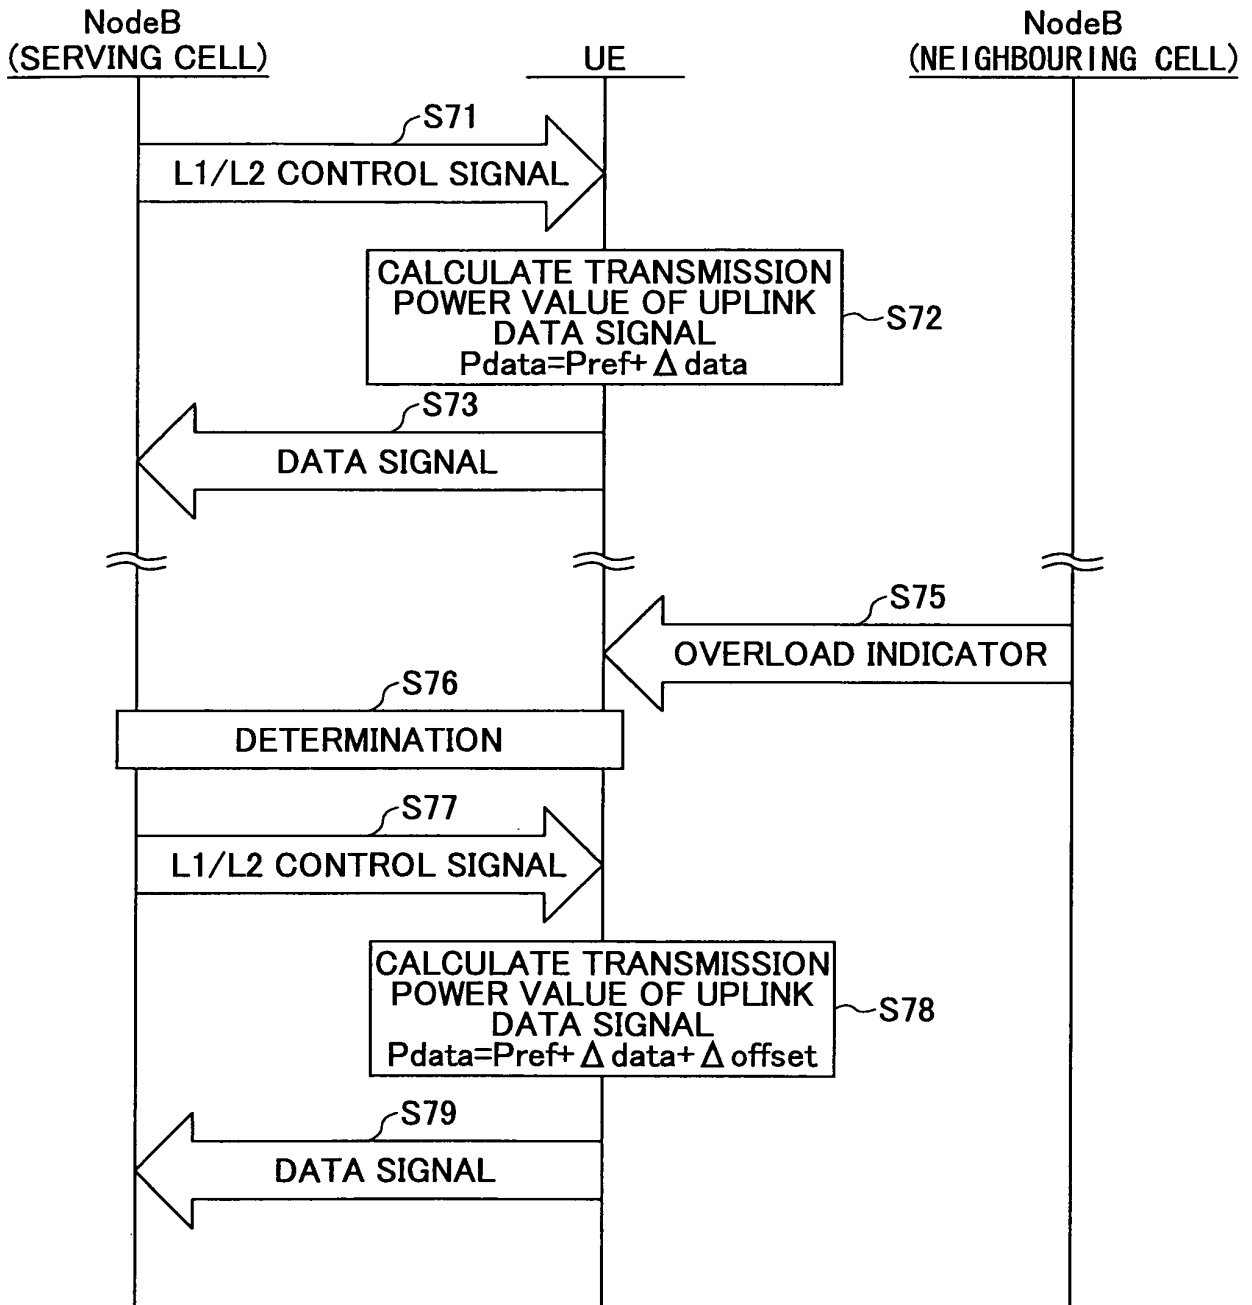 NodeB
(SERVING CELL)
UE
NodeB
(NEIGHBOURING CELL)
S71
L1/L2 CONTROL SIGNAL
CALCULATE TRANSMISSION
POWER VALUE OF UPLINK
DATA SIGNAL
Pdata=Pref+Δdata
S72
S73
DATA SIGNAL
S75
OVERLOAD INDICATOR
S76
DETERMINATION
S77
L1/L2 CONTROL SIGNAL
CALCULATE TRANSMISSION
POWER VALUE OF UPLINK
DATA SIGNAL
Pdata=Pref+Δdata+Δoffset
S78
S79
DATA SIGNAL